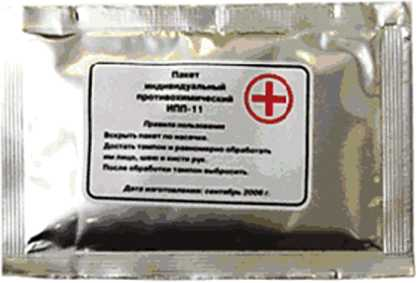 Пакет
индивидуальный
противохимический
ИПП-11
Правила пользования
Вскрыть пакет по насечке.
Достать тампон и равномерно обработать
им лицо, шею и кисти рук.
После обработки тампон выбросить.
Дата изготовления: сентябрь 2006 г.